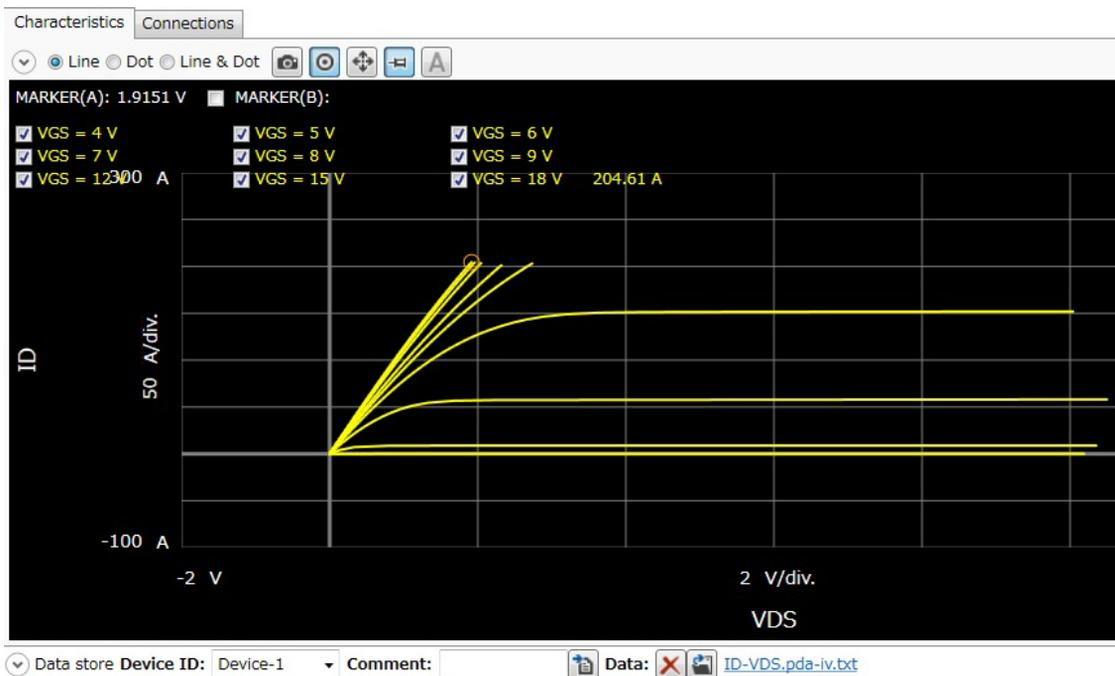 Characteristics Connections
Line Dot Line & Dot A
MARKER(A): 1.9151 V MARKER(B):
VGS = 4 V VGS = 5 V VGS = 6 V
VGS = 7 V VGS = 8 V VGS = 9 V
VGS = 12 V VGS = 15 V VGS = 18 V 204.61 A
300 A
50 A/div.
ID
-100 A
-2 V 2 V/div.
VDS
Data store Device ID: Device-1 Comment: Data: ID-VDS.pda-iv.txt